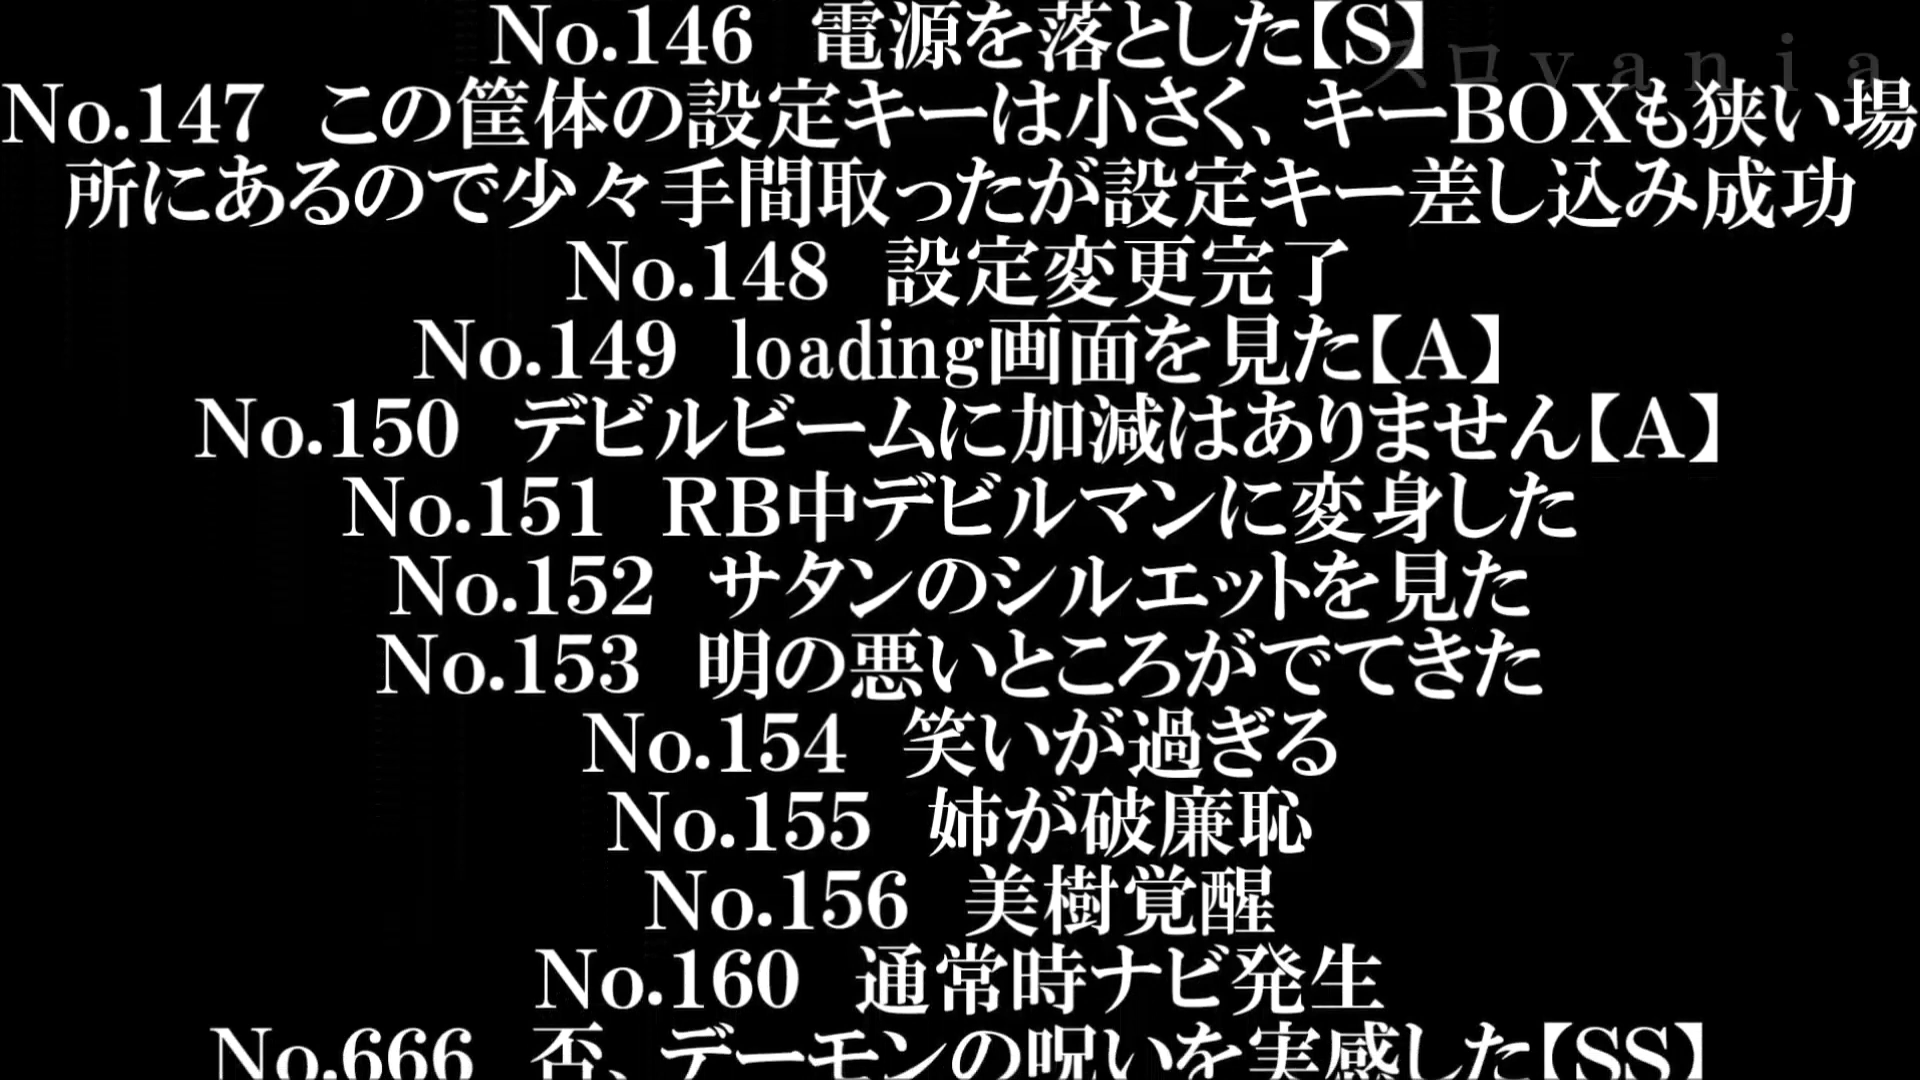 No.146 電源を落とした【S】
スロvania
No.147 この筐体の設定キーは小さく、キーBOXも狭い場
所にあるので少々手間取ったが設定キー差し込み成功
No.148 設定変更完了
No.149 loading画面を見た【A】
No.150 デビルビームに加減はありません【A】
No.151 RB中デビルマンに変身した
No.152 サタンのシルエットを見た
No.153 明の悪いところがでてきた
No.154 笑いが過ぎる
No.155 姉が破廉恥
No.156 美樹覚醒
No.160 通常時ナビ発生
No.666 否、デーモンの呪いを実感した【SS】